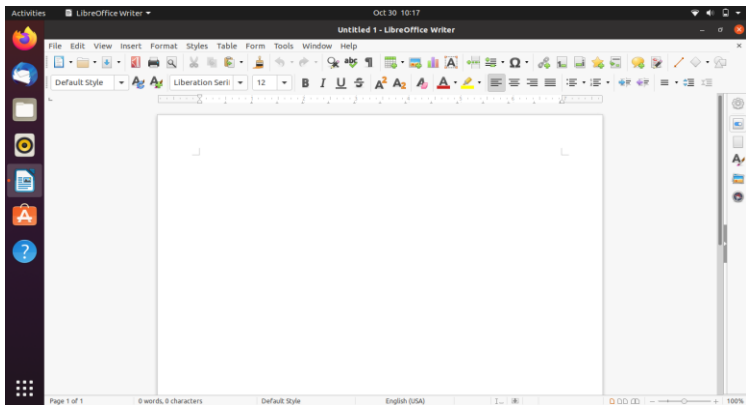 Activities LibreOffice Writer Oct 30 10:17
Untitled 1 - LibreOffice Writer
File Edit View Insert Format Styles Table Form Tools Window Help
Default Style Liberation Seri 12
Page 1 of 1 0 words, 0 characters Default Style English (USA) 100%